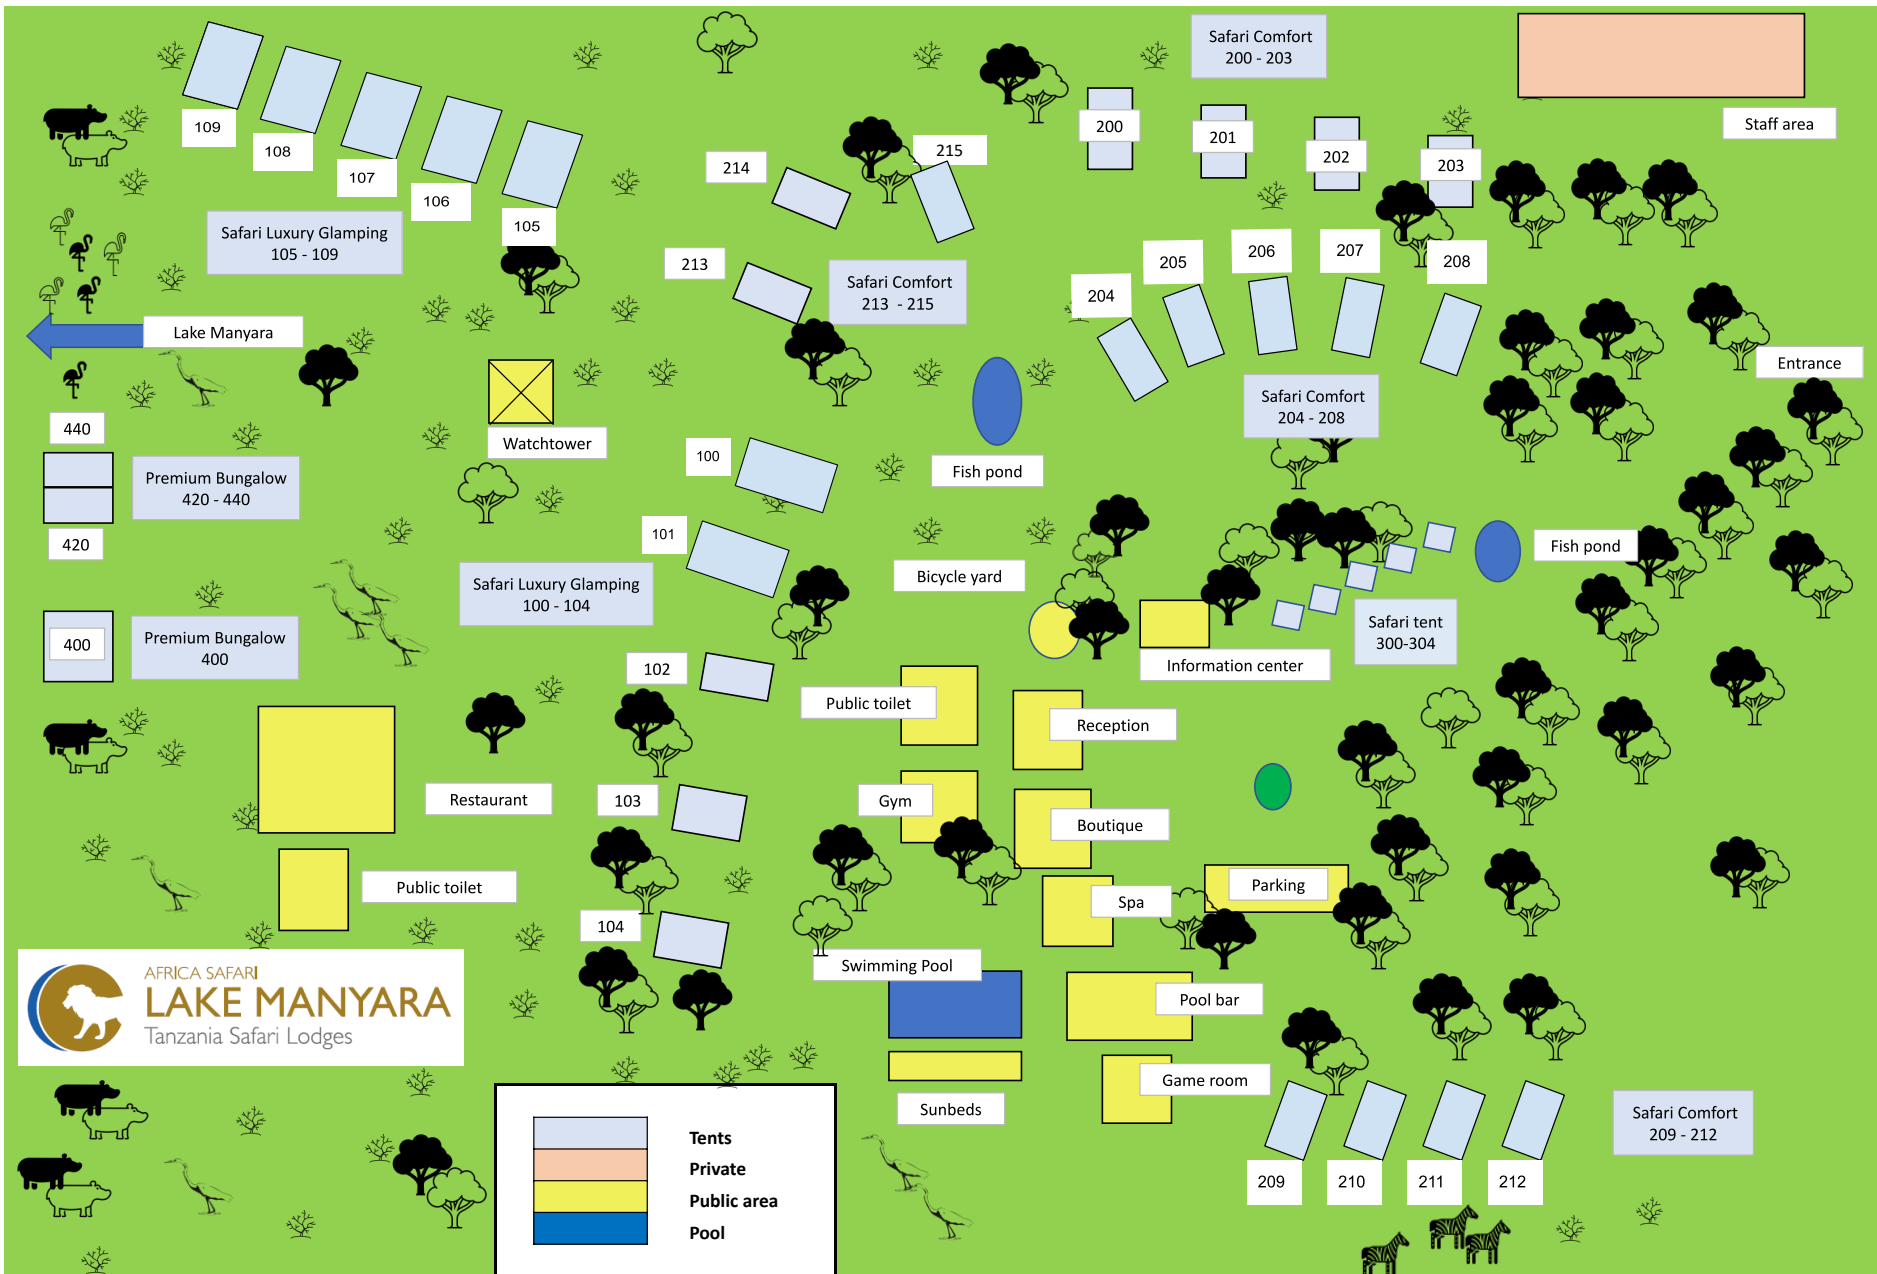 Safari Comfort
200 - 203
Staff area
109
108
107
106
105
214
215
200
201
202
203
Safari Luxury Glamping
105 - 109
213
Safari Comfort
213  - 215
204
205
206
207
208
Lake Manyara
Entrance
Safari Comfort
204 - 208
440
Watchtower
100
Fish pond
Premium Bungalow
420 - 440
420
101
Fish pond
Safari Luxury Glamping
100 - 104
Bicycle yard
Safari tent
300-304
400
Premium Bungalow
400
Information center
102
Public toilet
Reception
Restaurant
103
Gym
Boutique
Public toilet
Parking
Spa
104
Swimming Pool
Pool bar
AFRICA SAFARI
LAKE MANYARA
Tanzania Safari Lodges
Game room
Sunbeds
Safari Comfort
209 - 212
209
210
211
212
Tents
Private
Public area
Pool